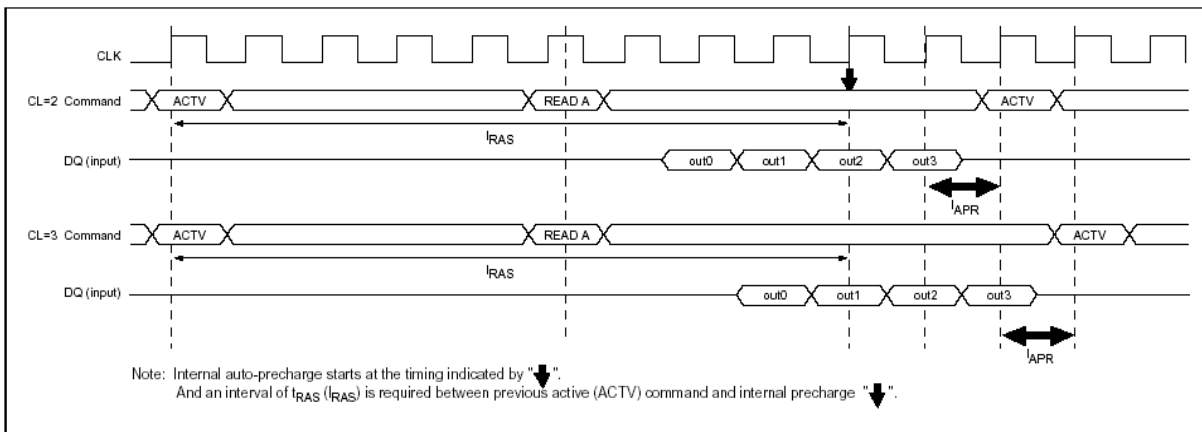 CLK
CL=2 Command
ACTV
READ A
ACTV
lRAS
DQ (input)
out0
out1
out2
out3
lAPR
CL=3 Command
ACTV
READ A
ACTV
lRAS
DQ (input)
out0
out1
out2
out3
lAPR
Note: Internal auto-precharge starts at the timing indicated by " ".
And an interval of tRAS (lRAS) is required between previous active (ACTV) command and internal precharge " ".